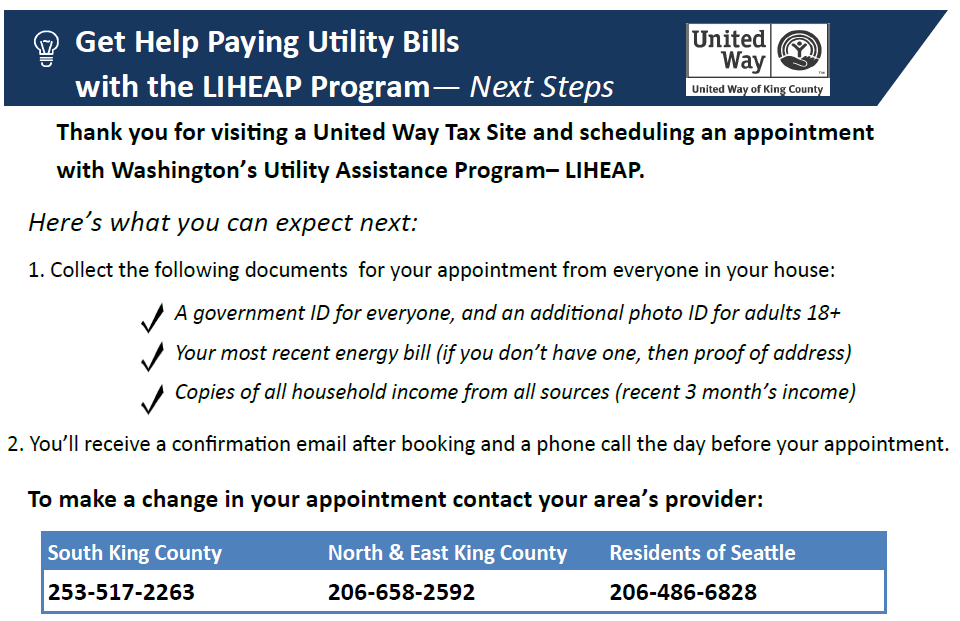 Get Help Paying Utility Bills
with the LIHEAP Program— Next Steps
United
Way
TM
United Way of King County
Thank you for visiting a United Way Tax Site and scheduling an appointment
with Washington’s Utility Assistance Program– LIHEAP.
Here’s what you can expect next:
1. Collect the following documents  for your appointment from everyone in your house:
A government ID for everyone, and an additional photo ID for adults 18+
Your most recent energy bill (if you don’t have one, then proof of address)
Copies of all household income from all sources (recent 3 month’s income)
2. You’ll receive a confirmation email after booking and a phone call the day before your appointment.
To make a change in your appointment contact your area’s provider:
South King County North & East King County Residents of Seattle
253-517-2263 206-658-2592 206-486-6828